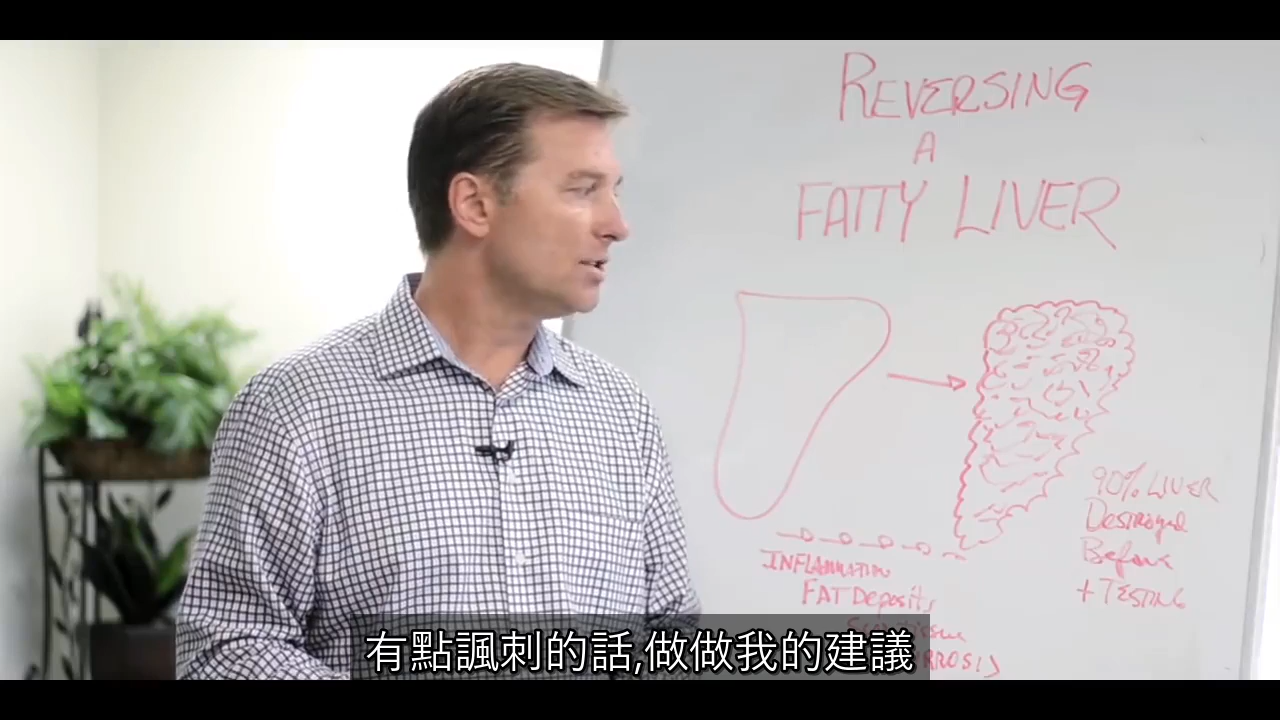 REVERSING
A
FATTY LIVER
90% LIVER
Destroyed
Before
+ TESTING
INFLAMMATION
FAT Deposits
有點諷刺的話,做做我的建議